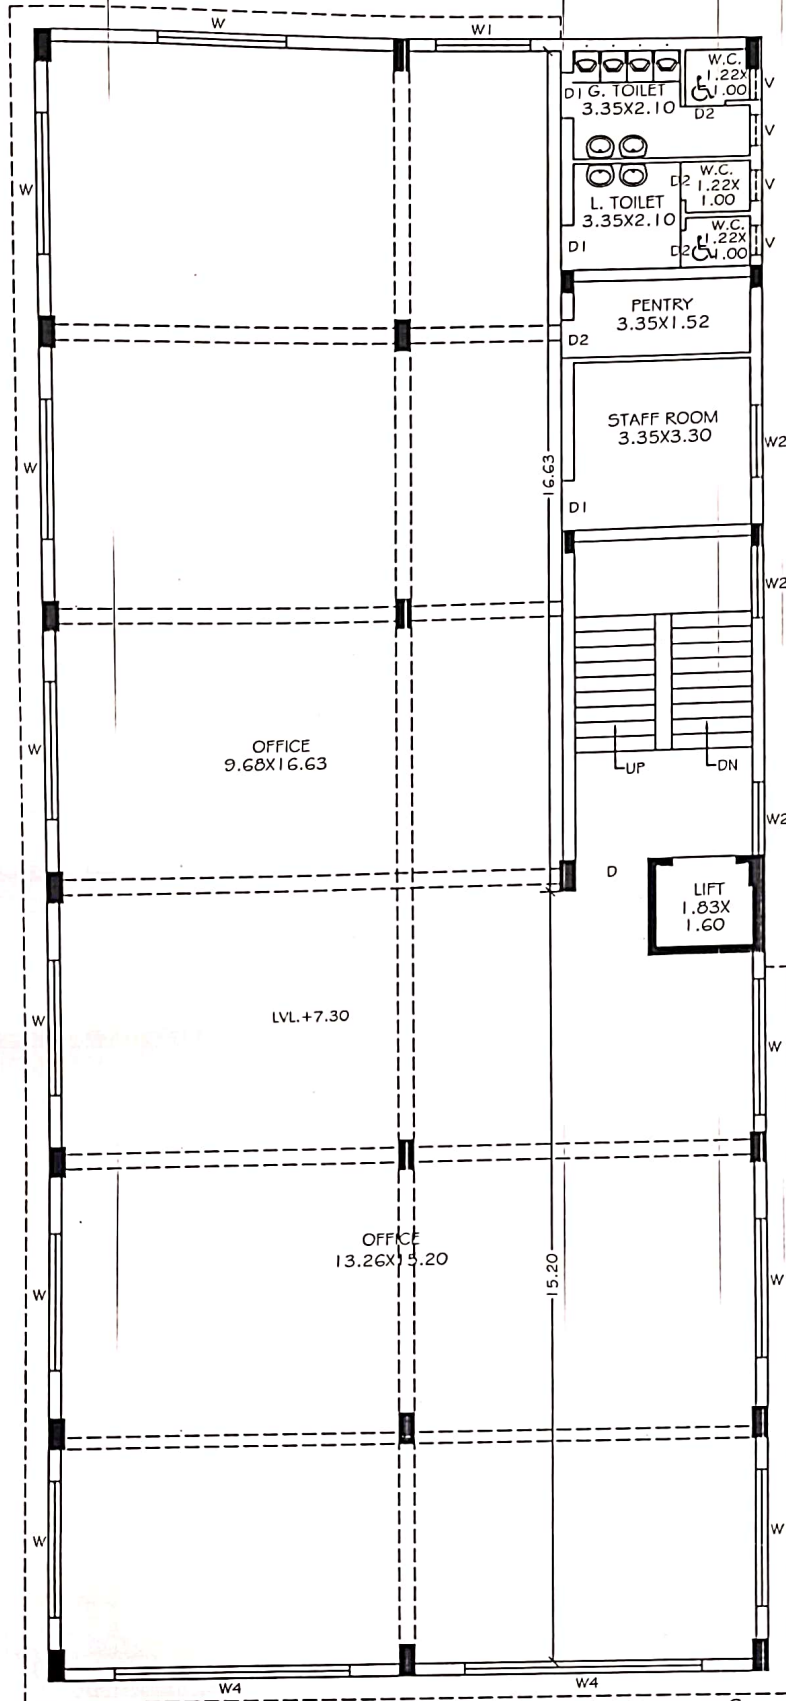 W
W1
W.C.
1.22X
1.00
V
D1
G. TOILET
3.35X2.10
D2
V
W
D2
W.C.
1.22X
1.00
V
L. TOILET
3.35X2.10
W.C.
1.22X
1.00
V
D1
D2
PENTRY
3.35X1.52
D2
STAFF ROOM
3.35X3.30
W2
W
16.63
D1
W2
OFFICE
9.68X16.63
W
UP
DN
W2
D
LIFT
1.83X
1.60
LVL.+7.30
W
W
OFFICE
13.26X15.20
15.20
W
W
W
W
W4
W4